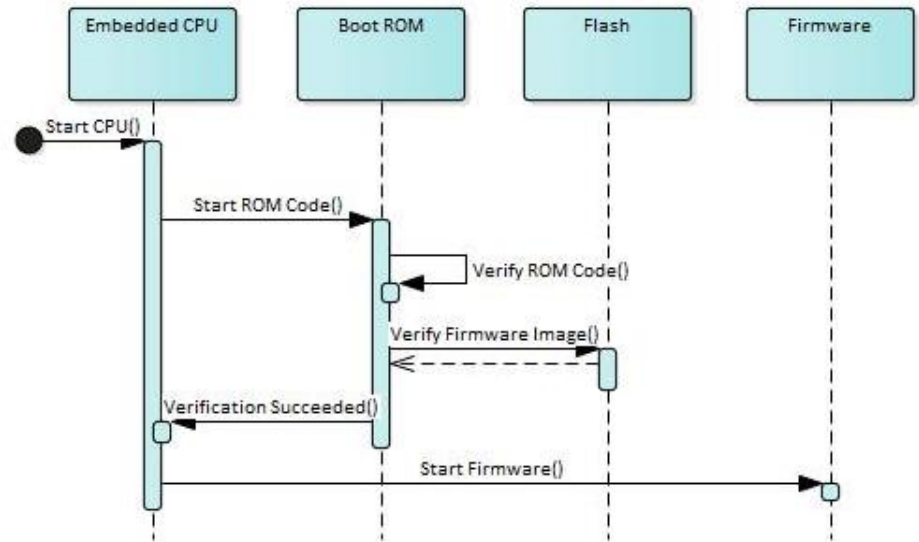 Embedded CPU
Boot ROM
Flash
Firmware
Start CPU()
Start ROM Code()
Verify ROM Code()
Verify Firmware Image()
Verification Succeeded()
Start Firmware()